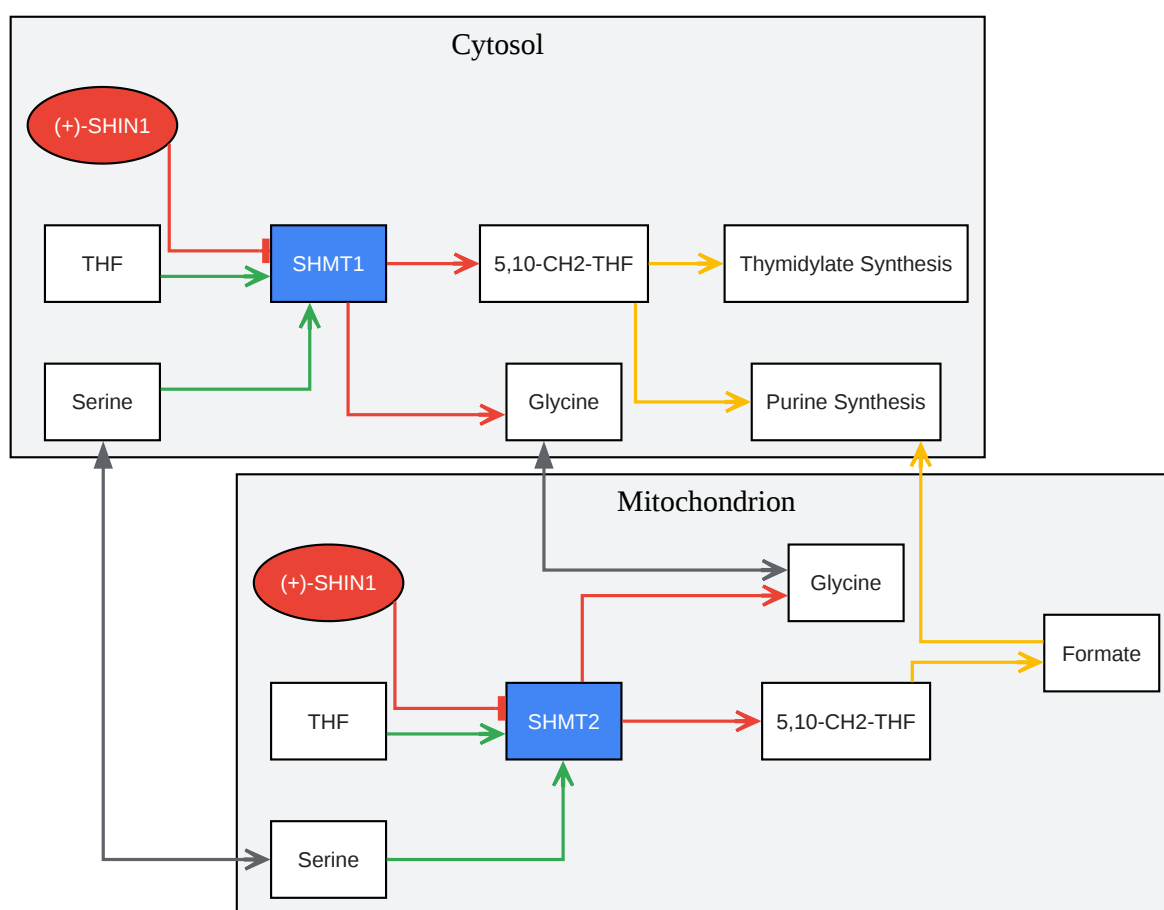 Cytosol
(+)-SHIN1
THF
SHMT1
5,10-CH2-THF
Thymidylate Synthesis
Serine
Glycine
Purine Synthesis
Mitochondrion
(+)-SHIN1
Glycine
Formate
THF
SHMT2
5,10-CH2-THF
Serine